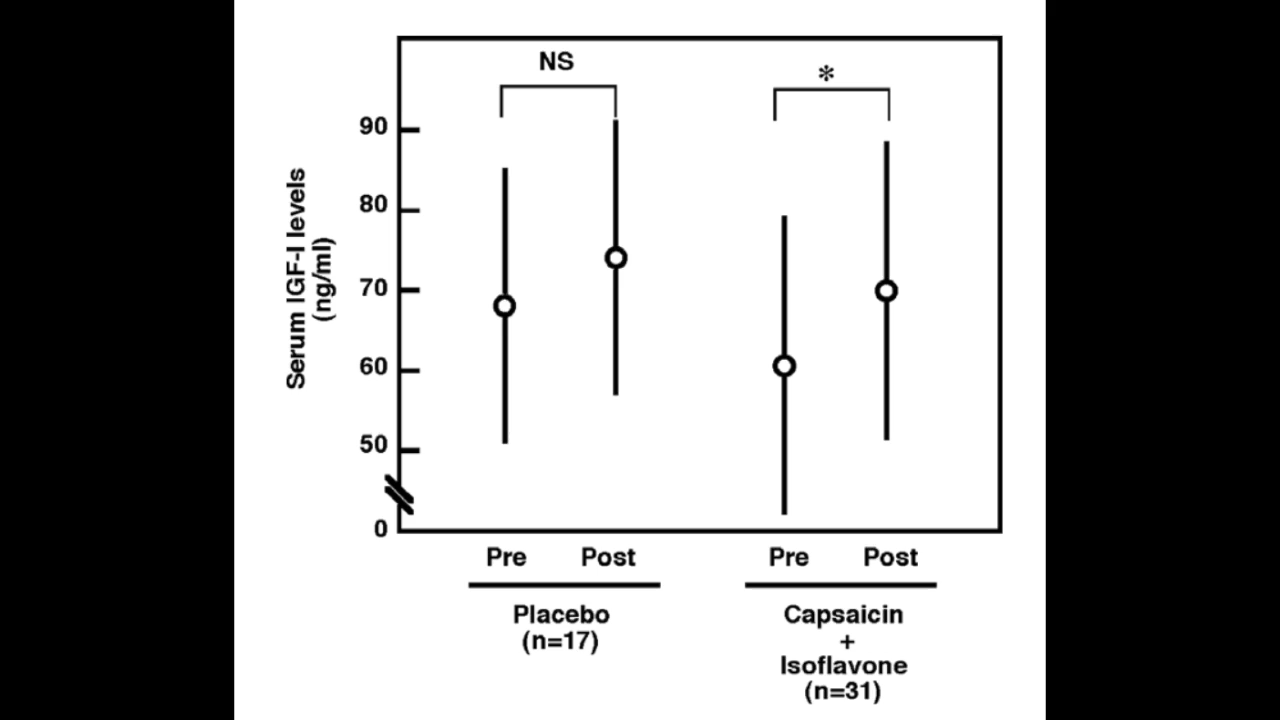 NS
*
90
80
70
60
50
0
Serum IGF-I levels
(ng/ml)
Pre Post Pre Post
Placebo
(n=17)
Capsaicin
+
Isoflavone
(n=31)